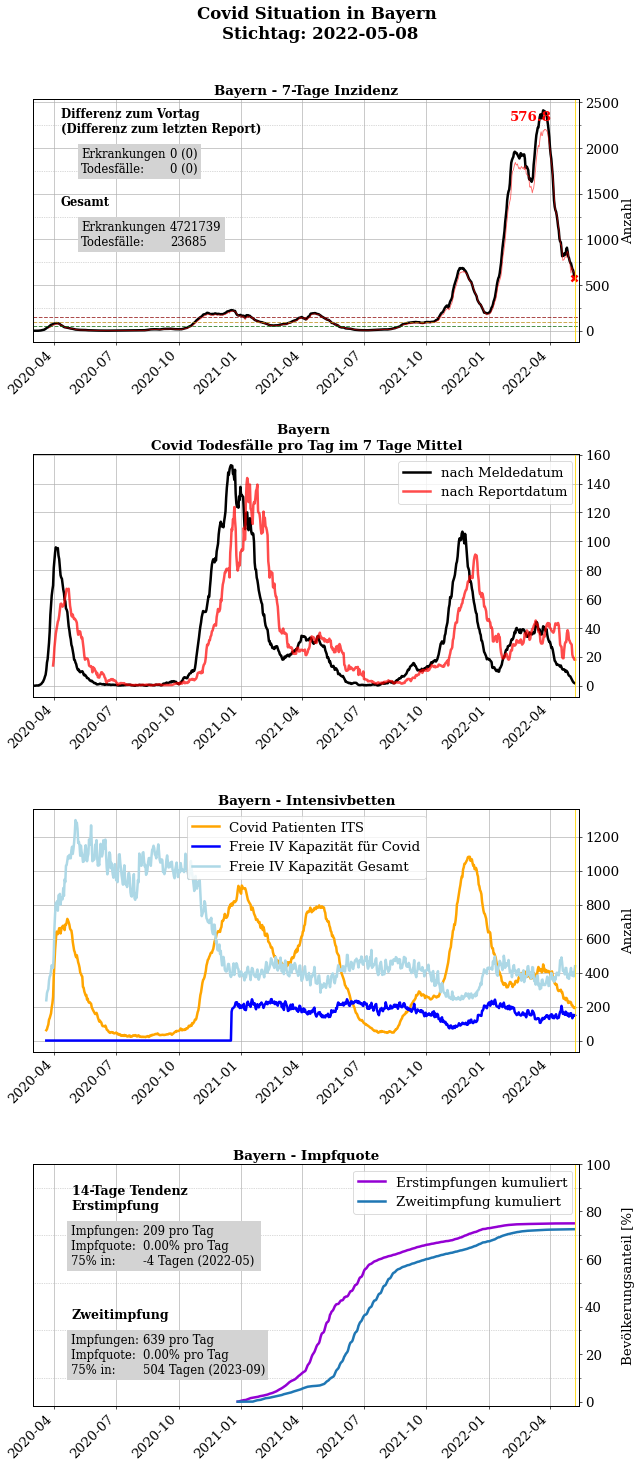 Covid Situation in Bayern
Stichtag: 2022-05-08
Bayern - 7-Tage Inzidenz
Differenz zum Vortag
(Differenz zum letzten Report)
Erkrankungen 0 (0)
Todesfälle: 0 (0)
Gesamt
Erkrankungen 4721739
Todesfälle: 23685
2500
2000
1500
1000
500
0
Anzahl
2020-04
2020-07
2020-10
2021-01
2021-04
2021-07
2021-10
2022-01
2022-04
Bayern
Covid Todesfälle pro Tag im 7 Tage Mittel
nach Meldedatum
nach Reportdatum
160
140
120
100
80
60
40
20
0
2020-04
2020-07
2020-10
2021-01
2021-04
2021-07
2021-10
2022-01
2022-04
Bayern - Intensivbetten
Covid Patienten ITS
Freie IV Kapazität für Covid
Freie IV Kapazität Gesamt
1200
1000
800
600
400
200
0
Anzahl
2020-04
2020-07
2020-10
2021-01
2021-04
2021-07
2021-10
2022-01
2022-04
Bayern - Impfquote
14-Tage Tendenz
Erstimpfung
Impfungen: 209 pro Tag
Impfquote: 0.00% pro Tag
75% in: -4 Tagen (2022-05)
Zweitimpfung
Impfungen: 639 pro Tag
Impfquote: 0.00% pro Tag
75% in: 504 Tagen (2023-09)
Erstimpfungen kumuliert
Zweitimpfung kumuliert
100
80
60
40
20
0
Bevölkerungsanteil [%]
2020-04
2020-07
2020-10
2021-01
2021-04
2021-07
2021-10
2022-01
2022-04